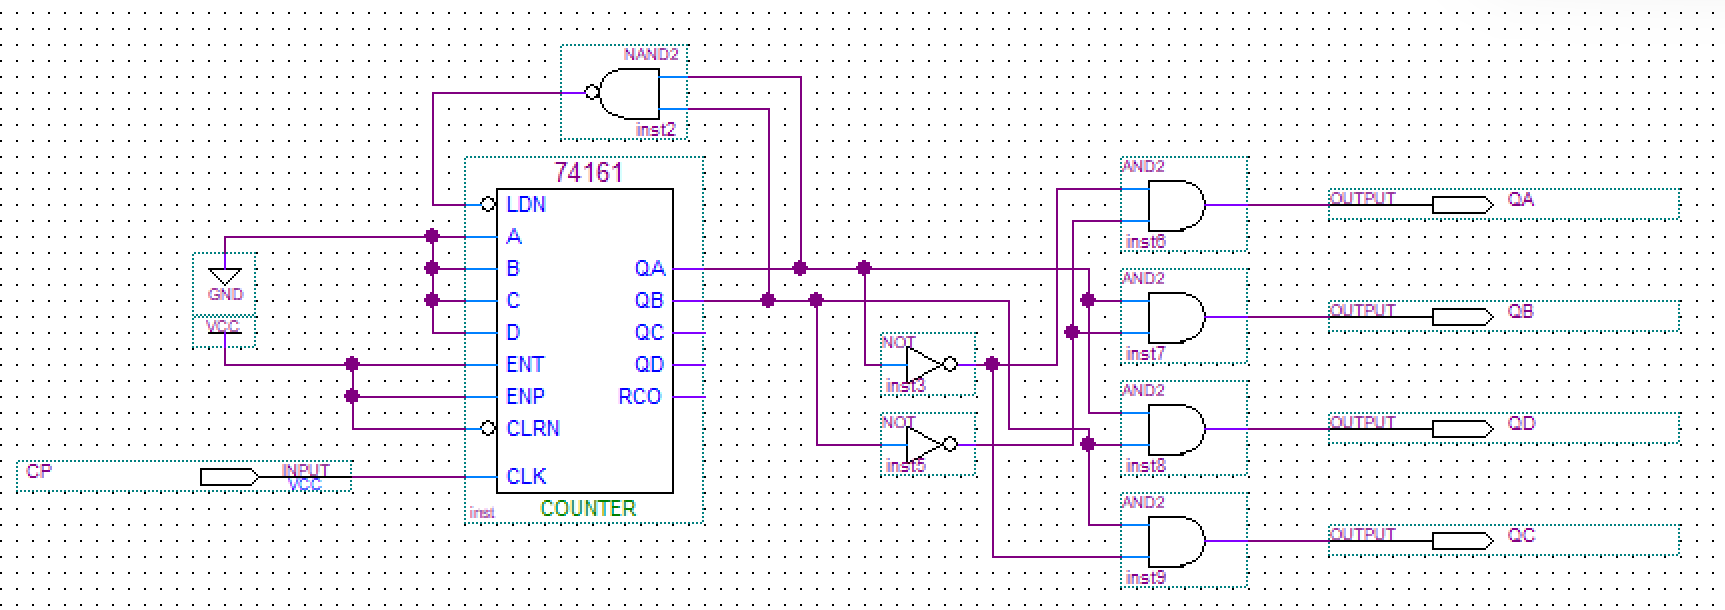 NAND2
inst2
74161
LDN
A
B
C
D
ENT
ENP
CLRN
CLK
QA
QB
QC
QD
RCO
inst
COUNTER
GND
VCC
CP
INPUT
VCC
NOT
inst3
NOT
inst5
AND2
inst6
OUTPUT QA
AND2
inst7
OUTPUT QB
AND2
inst8
OUTPUT QD
AND2
inst9
OUTPUT QC